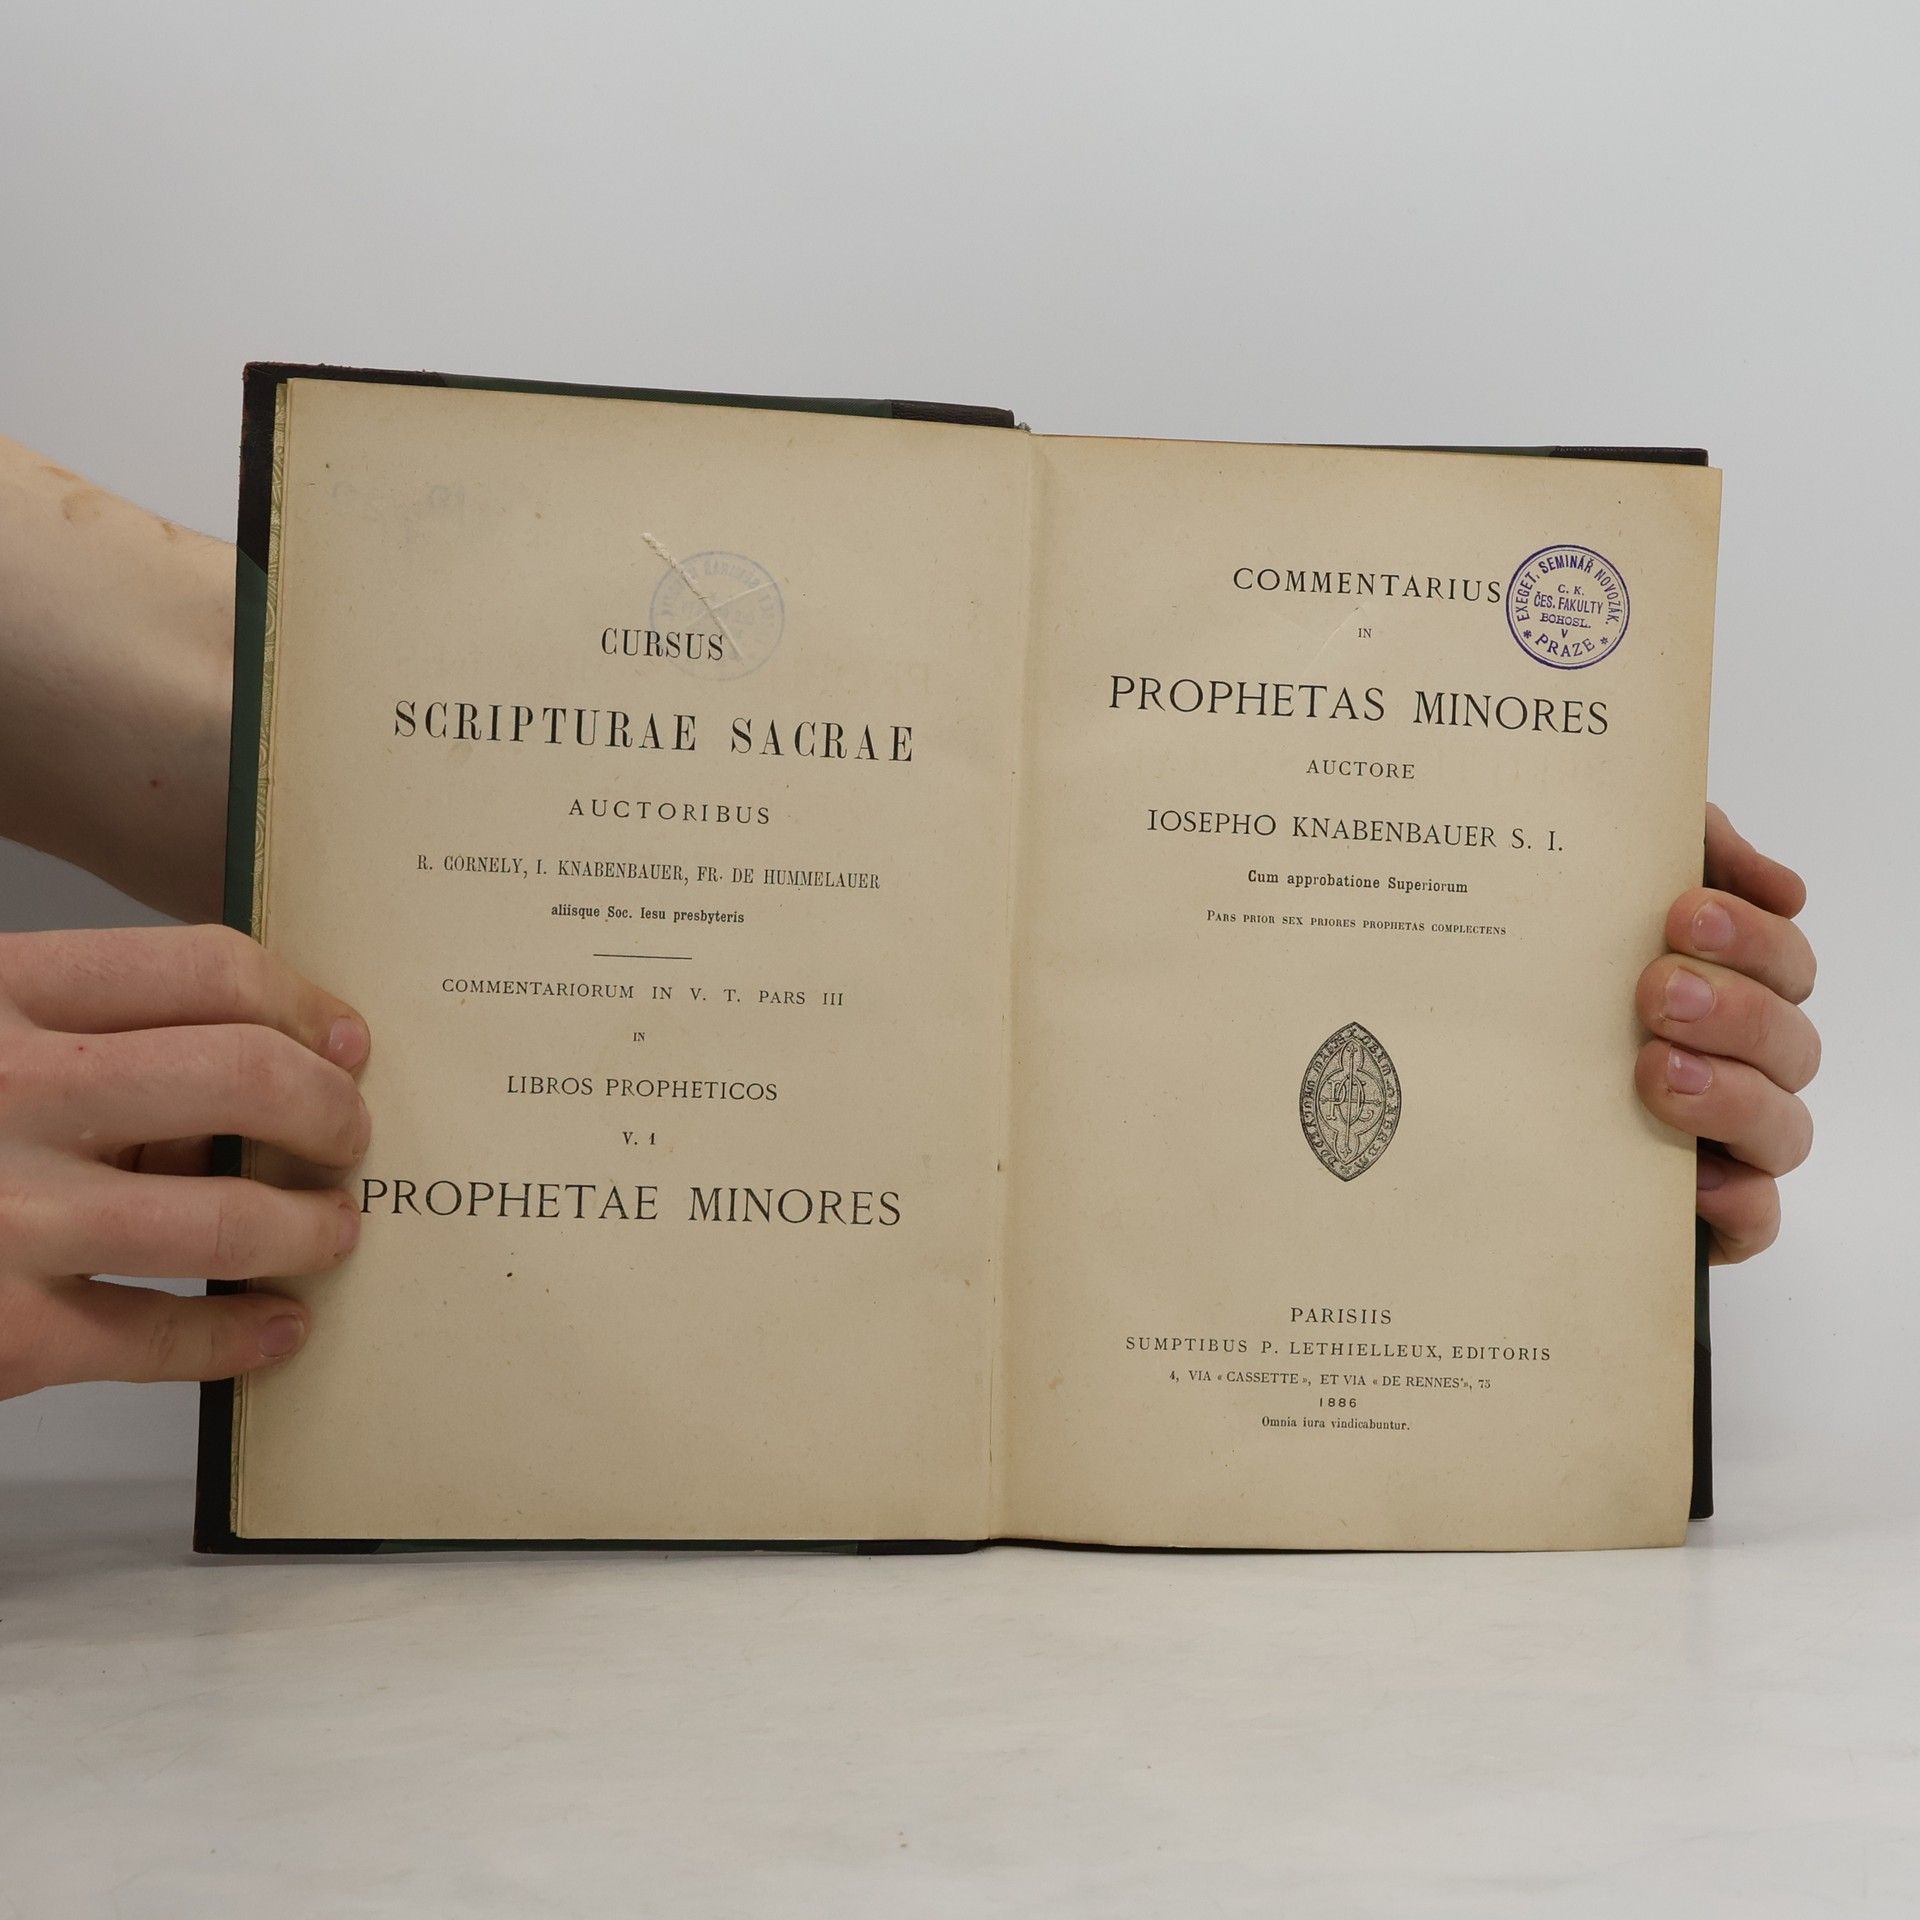 CURSUS
SCRIPTURAE SACRAE
AUCTORIBUS
R. CORNELY, I. KNABENBAUER, FR. DE HUMMELAUER
aliisque Soc. Iesu presbyteris
COMMENTARIORUM IN V. T. PARS III
IN
LIBROS PROPHETICOS
V. 1
PROPHETAE MINORES
COMMENTARIUS
IN
PROPHETAS MINORES
AUCTORE
IOSEPHO KNABENBAUER S. I.
Cum approbatione Superiorum
PARS PRIOR SEX PRIORES PROPHETAS COMPLECTENS
PARISIIS
SUMPTIBUS P. LETHIELLEUX, EDITORIS
4, VIA « CASSETTE », ET VIA « DE RENNES », 75
1886
Omnia iura vindicabuntur.
EXEGET. SEMINÁŘ NOVOZÁK.
C. K.
ČES. FAKULTY
BOHOSL.
V
* PRAZE *